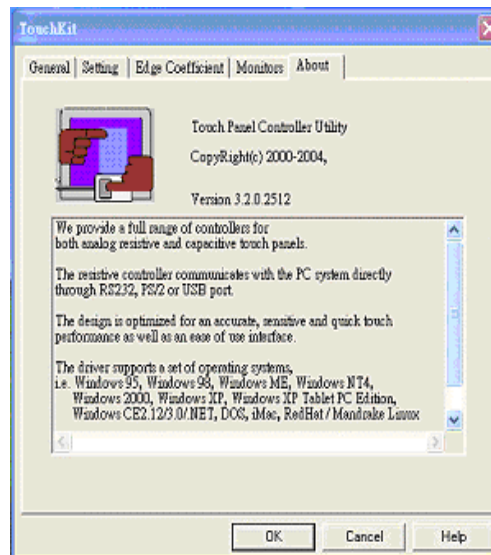 TouchKit
General Setting Edge Coefficient Monitors About
Touch Panel Controller Utility
CopyRight(c) 2000-2004,
Version 3.2.0.2512
We provide a full range of controllers for
both analog resistive and capacitive touch panels.
The resistive controller communicates with the PC system directly
through RS232, PS/2 or USB port.
The design is optimized for an accurate, sensitive and quick touch
performance as well as an ease of use interface.
The driver supports a set of operating systems,
i.e. Windows 95, Windows 98, Windows ME, Windows NT4,
Windows 2000, Windows XP, Windows XP Tablet PC Edition,
Windows CE2.12/3.0/.NET, DOS, iMac, RedHat / Mandrake Linux
OK Cancel Help